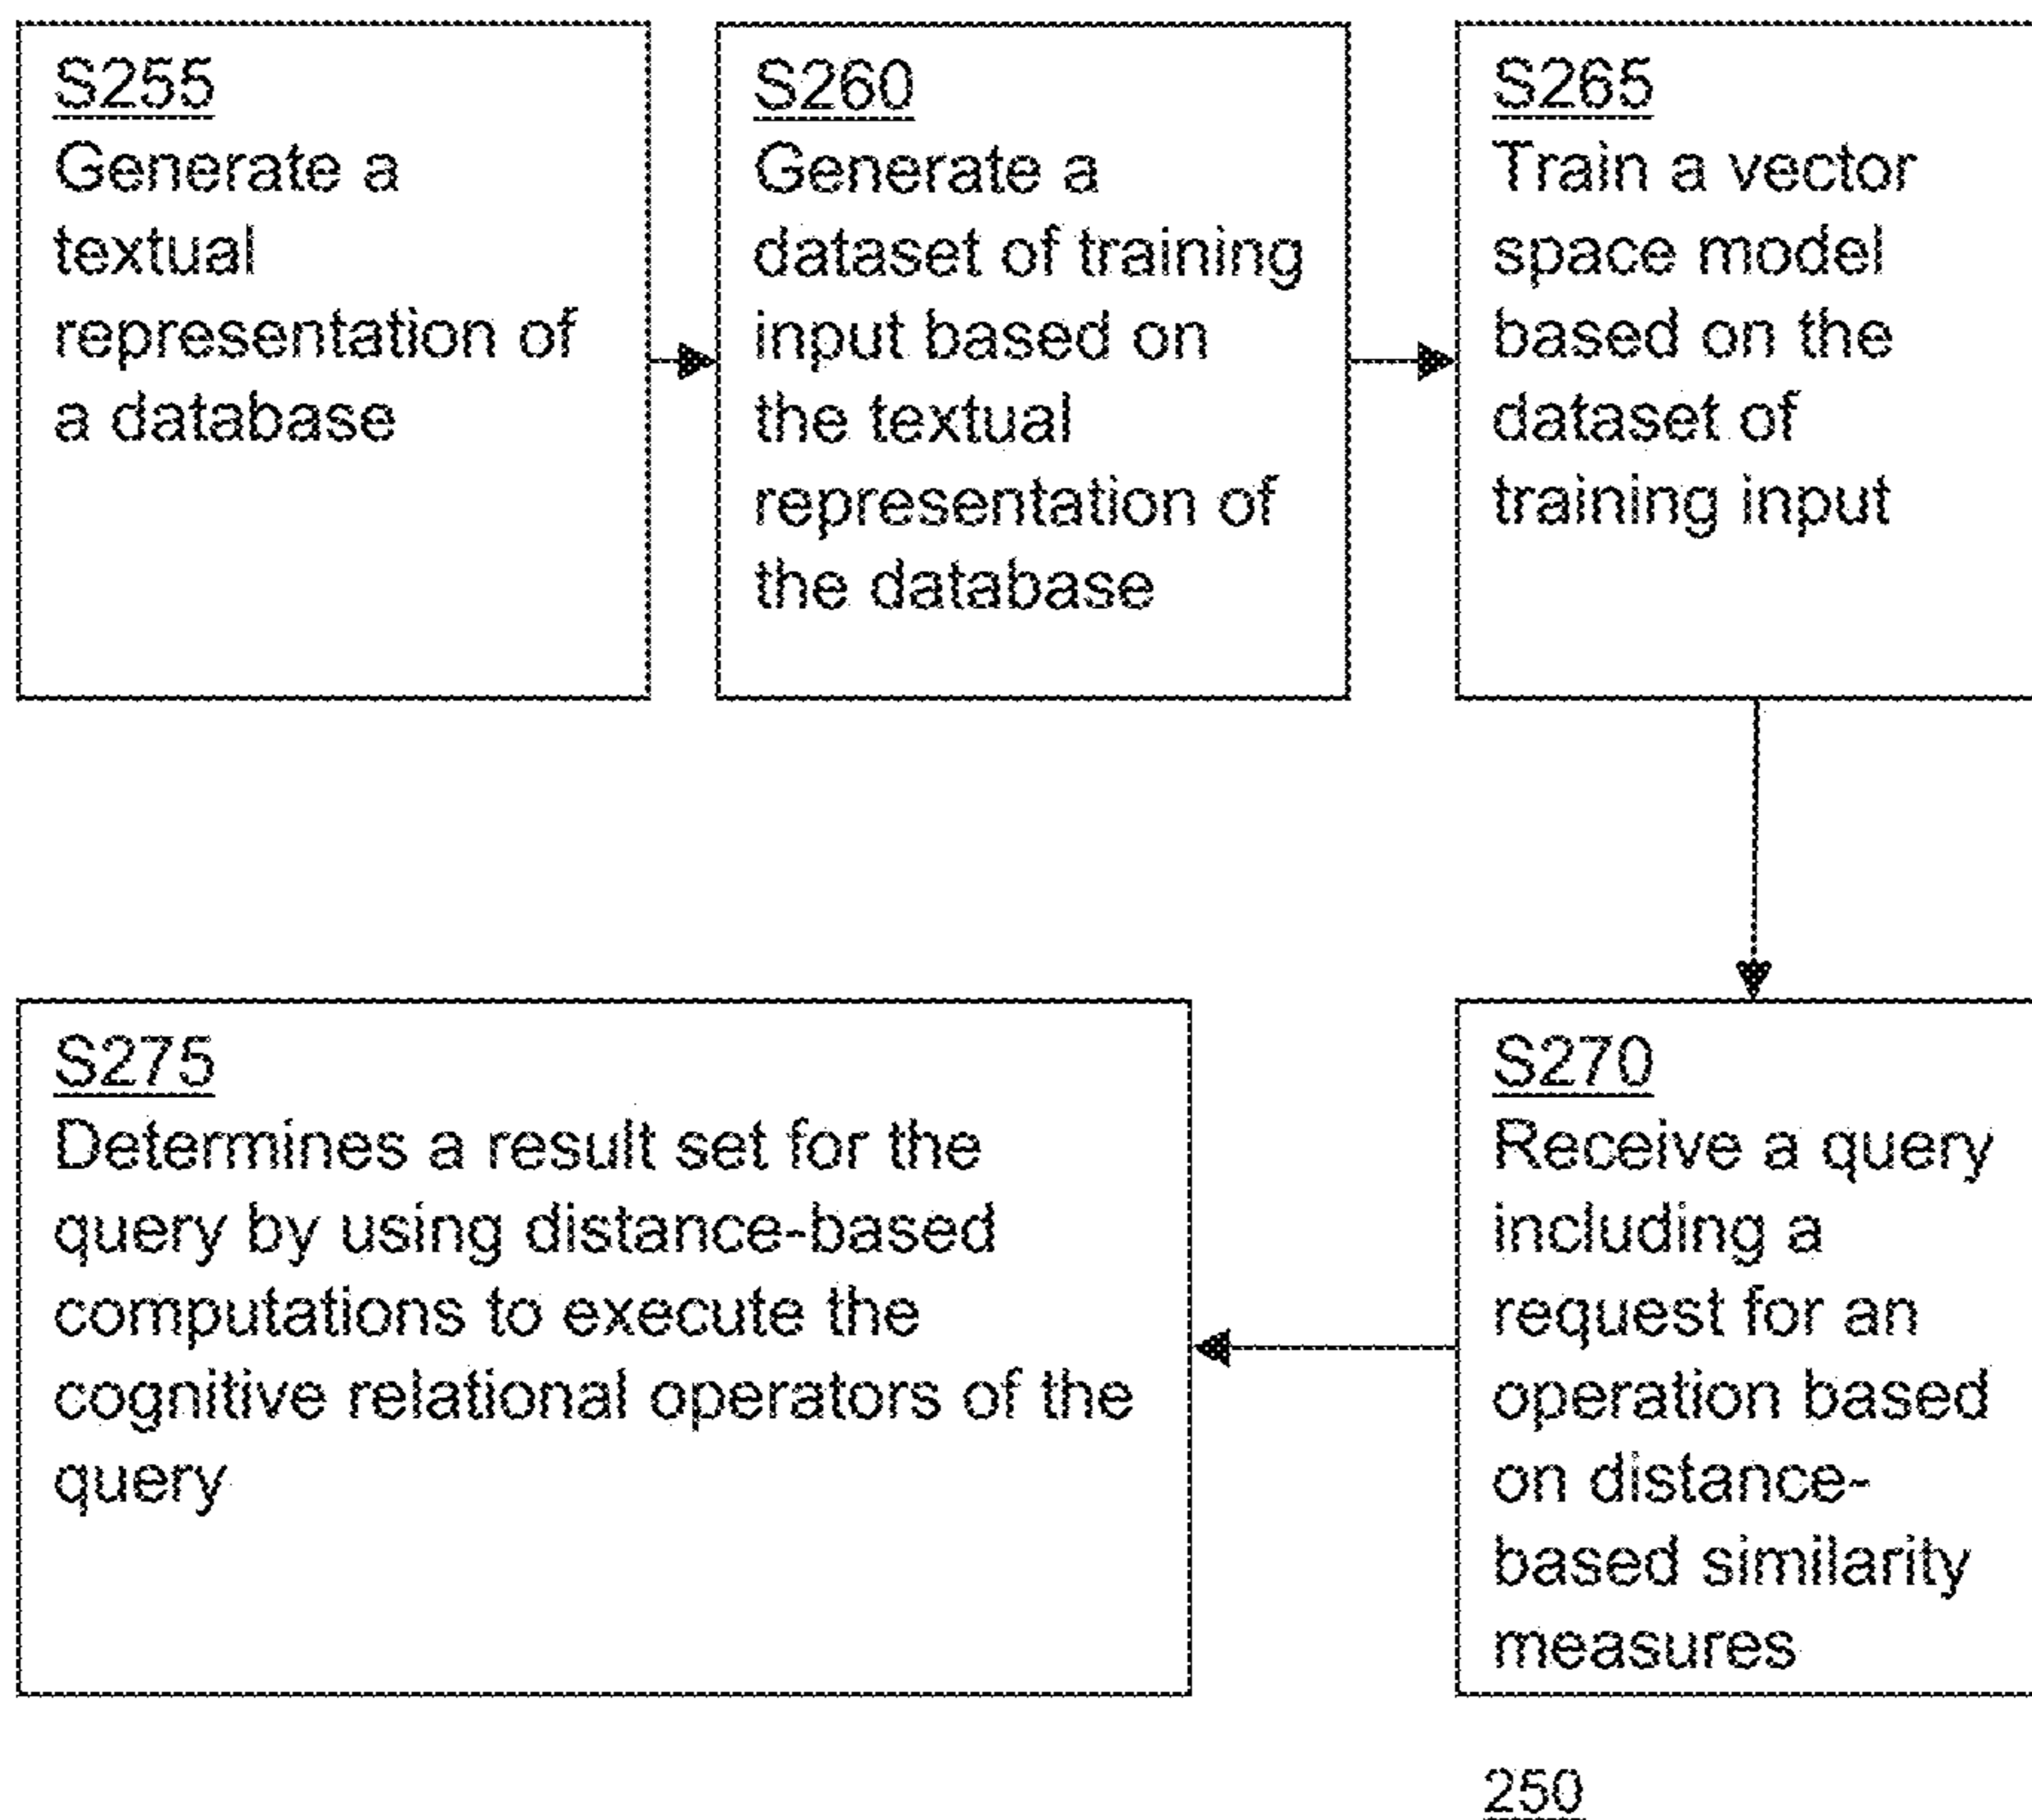 S255
Generate a
textual
representation of
a database
S260
Generate a
dataset of training
input based on
the textual
representation of
the database
S265
Train a vector
space model
based on the
dataset of
training input
S270
Receive a query
including a
request for an
operation based
on distance-
based similarity
measures
S275
Determines a result set for the
query by using distance-based
computations to execute the
cognitive relational operators of the
query
250